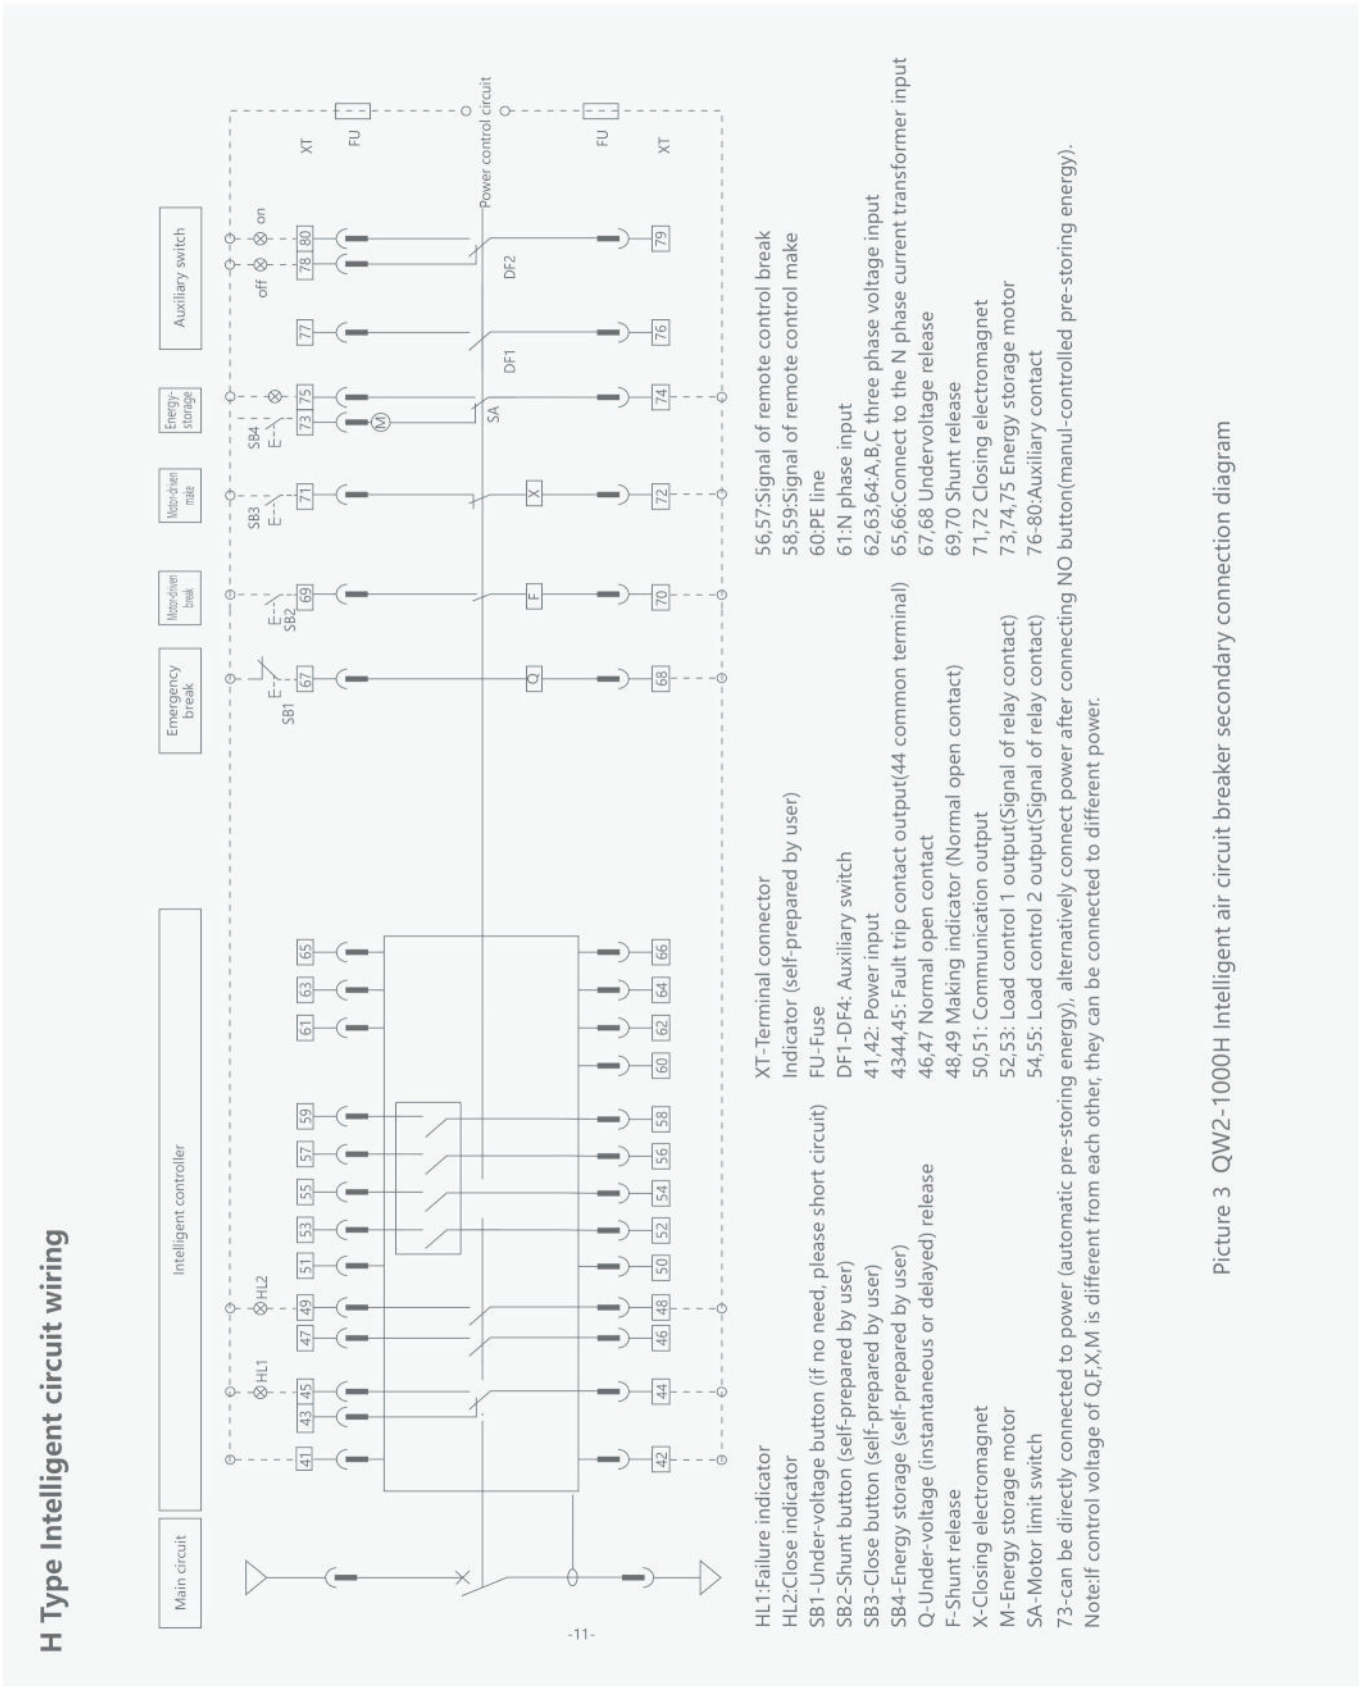 H Type Intelligent circuit wiring
Main circuit
Intelligent controller
Emergency
break
Motor-driven
break
Motor-driven
make
Energy-
storage
Auxiliary switch
HL1
HL2
SB1
SB2
SB3
SB4
off
on
E
E
E
E
41
43
45
47
49
51
53
55
57
59
61
63
65
67
69
71
73
75
77
78
80
XT
FU
M
SA
DF1
DF2
Power control circuit
Q
F
X
FU
42
44
46
48
50
52
54
56
58
60
62
64
66
68
70
72
74
76
79
XT
HL1:Failure indicator
HL2:Close indicator
SB1-Under-voltage button (if no need, please short circuit)
SB2-Shunt button (self-prepared by user)
SB3-Close button (self-prepared by user)
SB4-Energy storage (self-prepared by user)
Q-Under-voltage (instantaneous or delayed) release
F-Shunt release
X-Closing electromagnet
M-Energy storage motor
SA-Motor limit switch
XT-Terminal connector
Indicator (self-prepared by user)
FU-Fuse
DF1-DF4: Auxiliary switch
41,42: Power input
4344,45: Fault trip contact output(44 common terminal)
46,47 Normal open contact
48,49 Making indicator (Normal open contact)
50,51: Communication output
52,53: Load control 1 output(Signal of relay contact)
54,55: Load control 2 output(Signal of relay contact)
56,57:Signal of remote control break
58,59:Signal of remote control make
60:PE line
61:N phase input
62,63,64:A,B,C three phase voltage input
65,66:Connect to the N phase current transformer input
67,68 Undervoltage release
69,70 Shunt release
71,72 Closing electromagnet
73,74,75 Energy storage motor
76-80:Auxiliary contact
73-can be directly connected to power (automatic pre-storing energy), alternatively connect power after connecting NO button(manul-controlled pre-storing energy).
Note:If control voltage of Q,F,X,M is different from each other, they can be connected to different power.
Picture 3 QW2-1000H Intelligent air circuit breaker secondary connection diagram
-11-